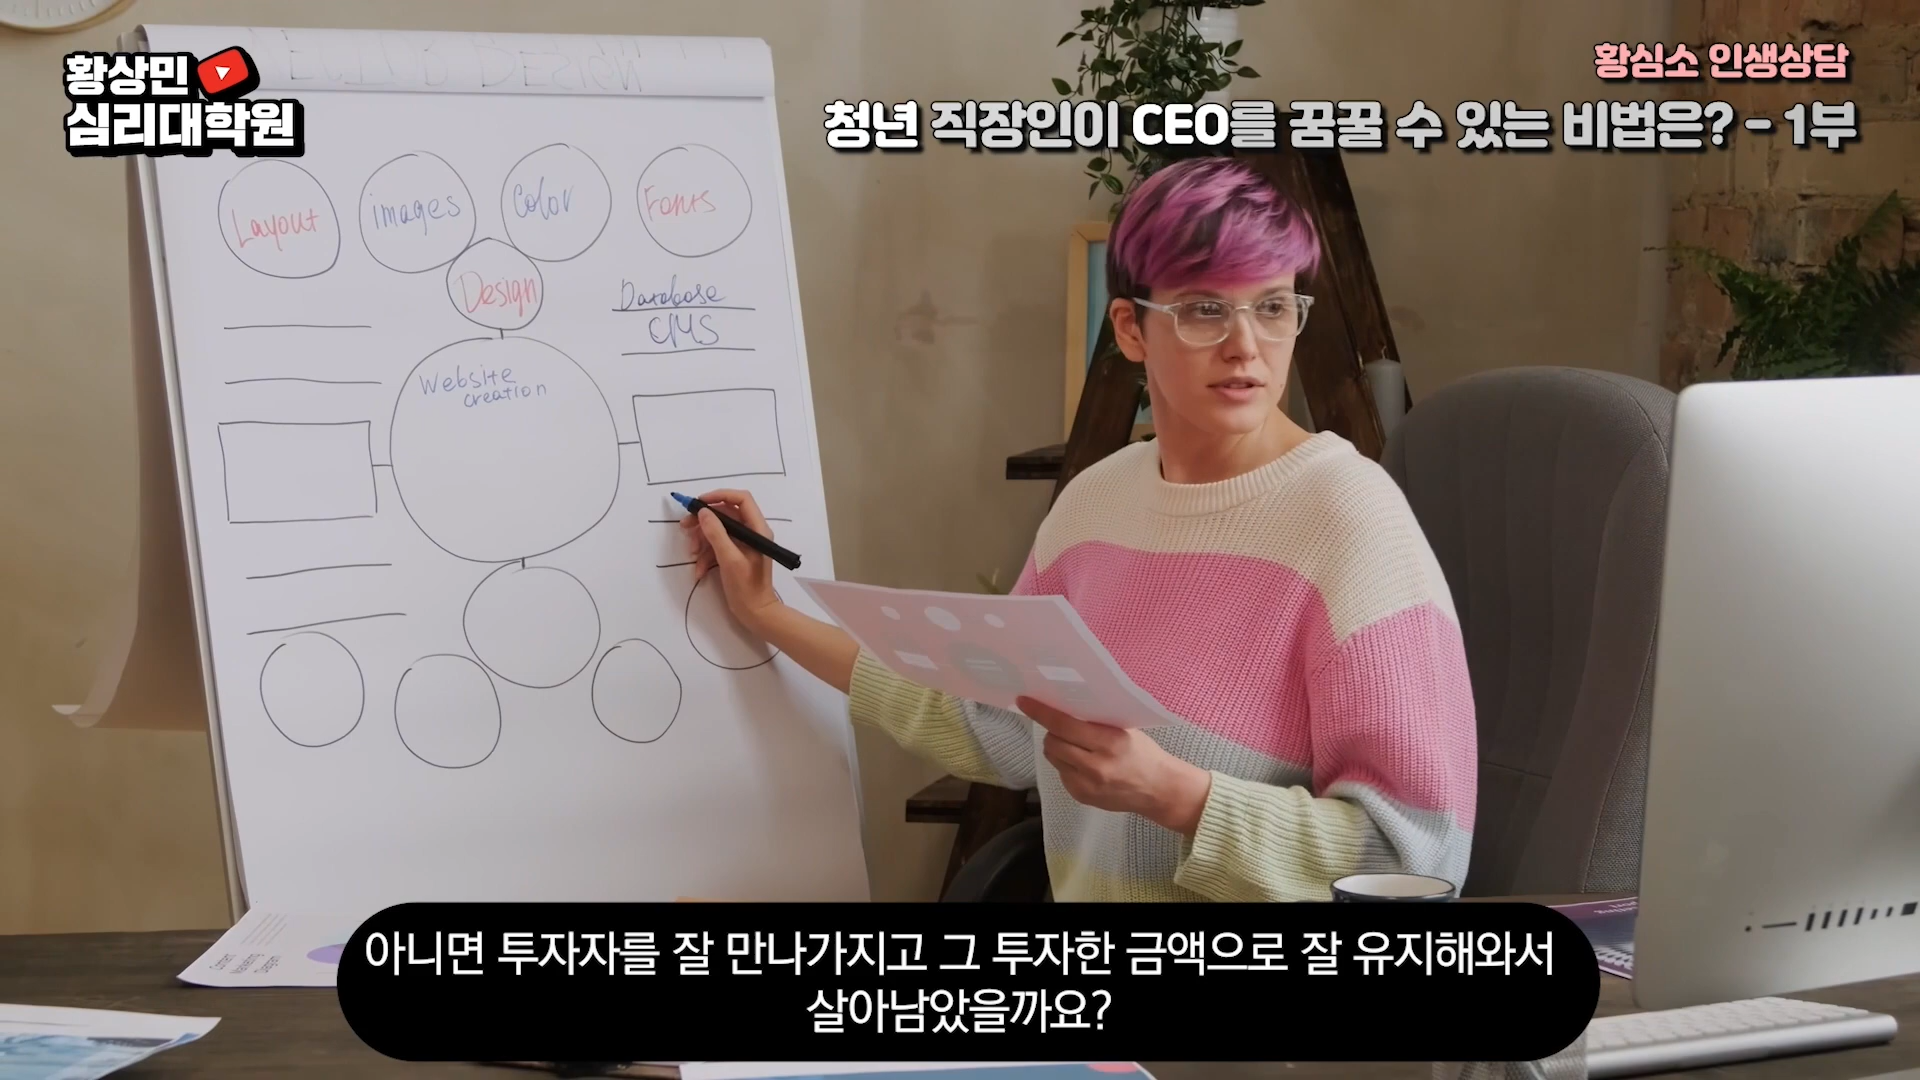 황상민
심리대학원
황심소 인생상담
청년 직장인이 CEO를 꿈꿀 수 있는 비법은? - 1부
Layout
images
Color
Fonts
Design
Database
CMS
Website
creation
아니면 투자자를 잘 만나가지고 그 투자한 금액으로 잘 유지해와서
살아남았을까요?